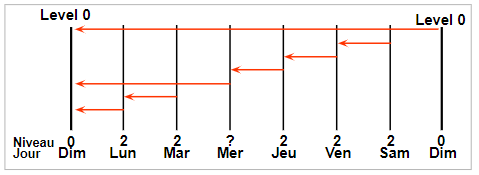 Level 0
Level 0
Niveau 0 2 2 ? 2 2 2 0
Jour Dim Lun Mar Mer Jeu Ven Sam Dim